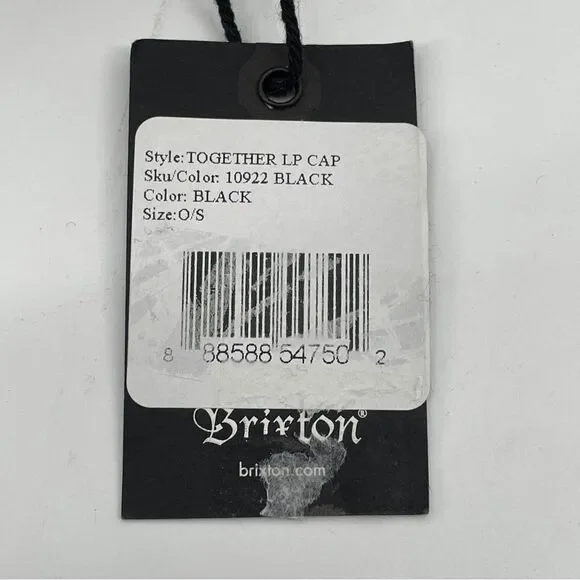 Style:TOGETHER LP CAP
Sku/Color: 10922 BLACK
Color: BLACK
Size:O/S
8 88588 54750 2
Brixton®
brixton.com